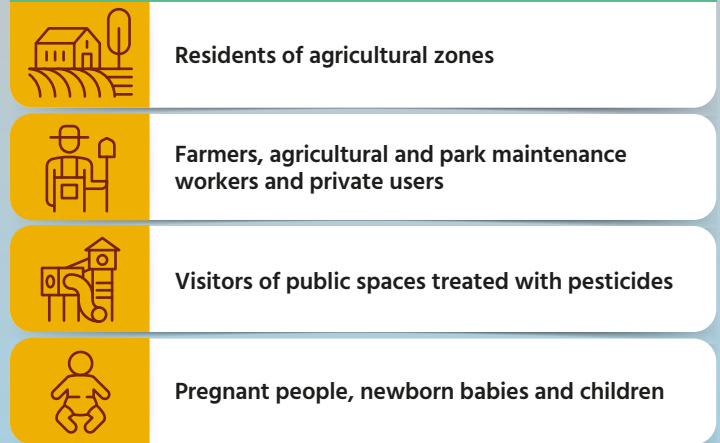 Residents of agricultural zones
Farmers, agricultural and park maintenance
workers and private users
Visitors of public spaces treated with pesticides
Pregnant people, newborn babies and children